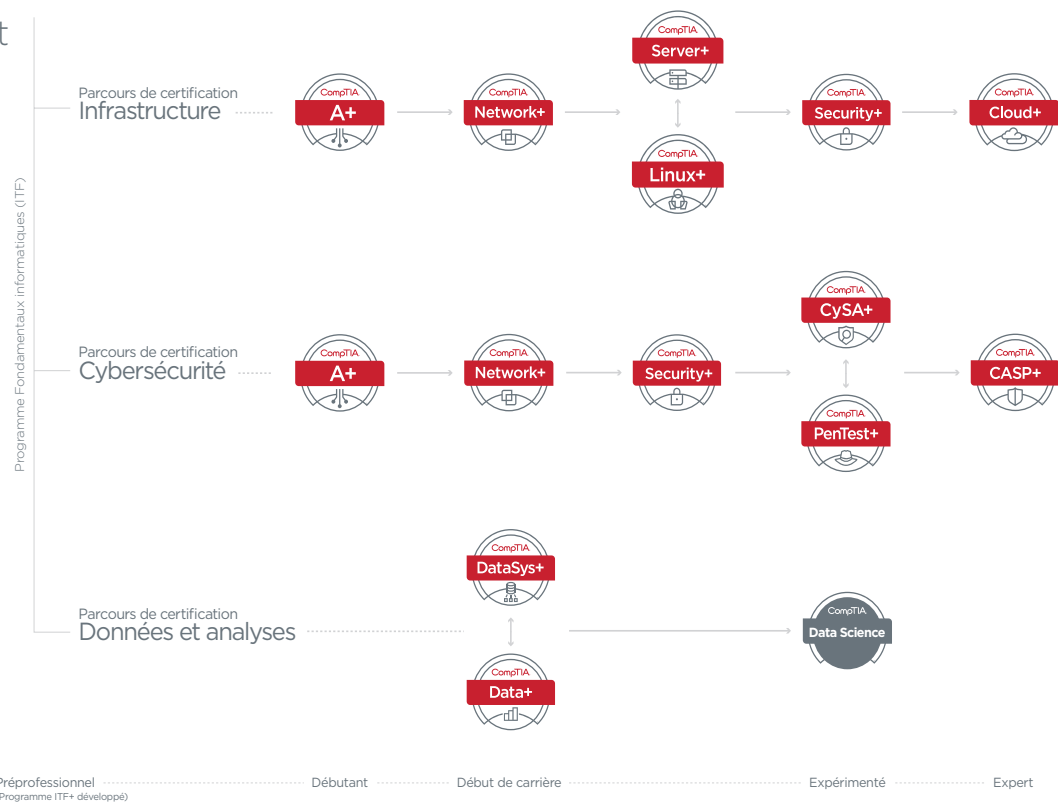 t
Programme Fondamentaux informatiques (ITF)
Parcours de certification
Infrastructure
CompTIA
A+
CompTIA
Network+
CompTIA
Server+
CompTIA
Linux+
CompTIA
Security+
CompTIA
Cloud+
Parcours de certification
Cybersécurité
CompTIA
A+
CompTIA
Network+
CompTIA
Security+
CompTIA
CySA+
CompTIA
PenTest+
CompTIA
CASP+
Parcours de certification
Données et analyses
CompTIA
DataSys+
CompTIA
Data+
CompTIA
Data Science
Préprofessionnel
Programme ITF+ développé)
Débutant
Début de carrière
Expérimenté
Expert